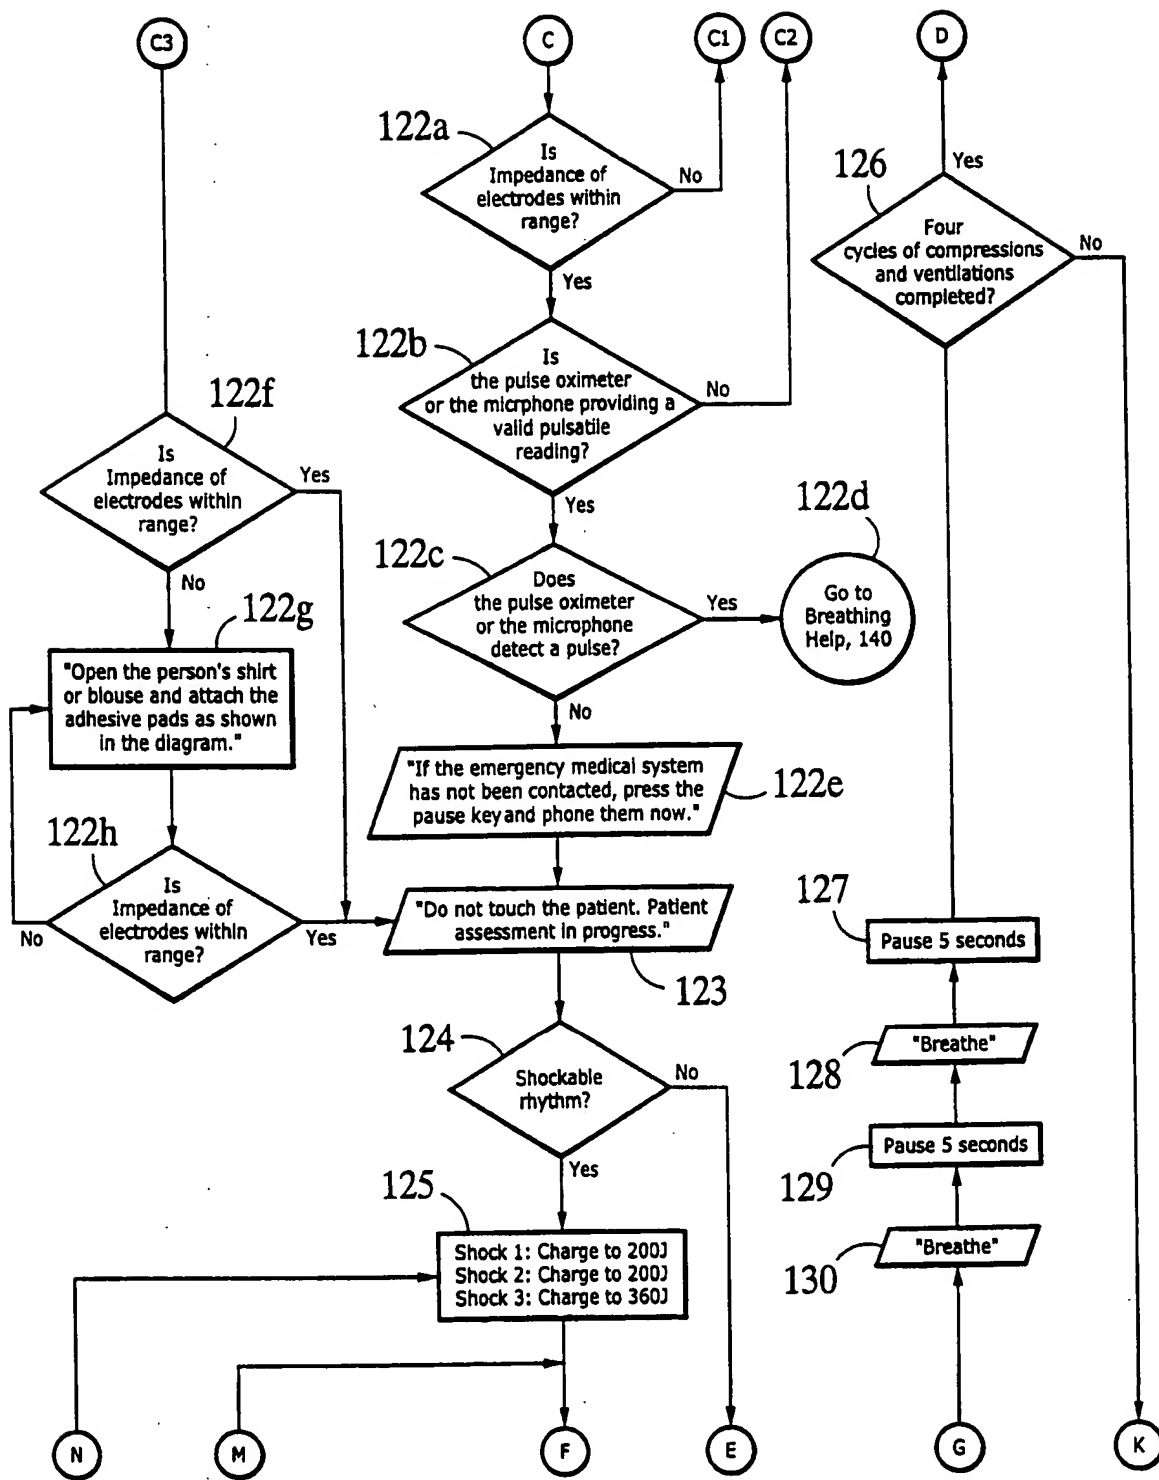 C3
C
C1
C2
D
122a
Is
Impedance of
electrodes within
range?
No
Yes
122b
Is
the pulse oximeter
or the micrphone providing a
valid pulsatile
reading?
No
Yes
122c
Does
the pulse oximeter
or the microphone
detect a pulse?
Yes
No
122d
Go to
Breathing
Help, 140
"If the emergency medical system
has not been contacted, press the
pause key and phone them now."
122e
122f
Is
Impedance of
electrodes within
range?
Yes
No
122g
"Open the person's shirt
or blouse and attach the
adhesive pads as shown
in the diagram."
122h
Is
Impedance of
electrodes within
range?
No
Yes
"Do not touch the patient. Patient
assessment in progress."
123
124
Shockable
rhythm?
No
Yes
125
Shock 1: Charge to 200J
Shock 2: Charge to 200J
Shock 3: Charge to 360J
126
Yes
Four
cycles of compressions
and ventilations
completed?
No
127
Pause 5 seconds
"Breathe"
128
Pause 5 seconds
129
"Breathe"
130
N
M
F
E
G
K